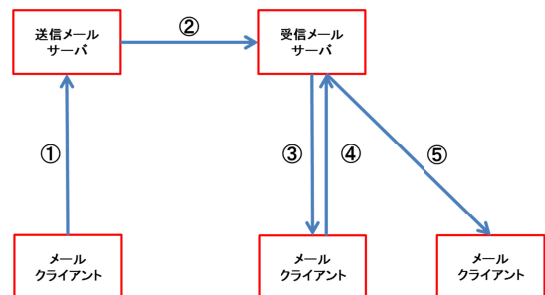 送信メール
サーバ
②
受信メール
サーバ
①
③
④
⑤
メール
クライアント
メール
クライアント
メール
クライアント